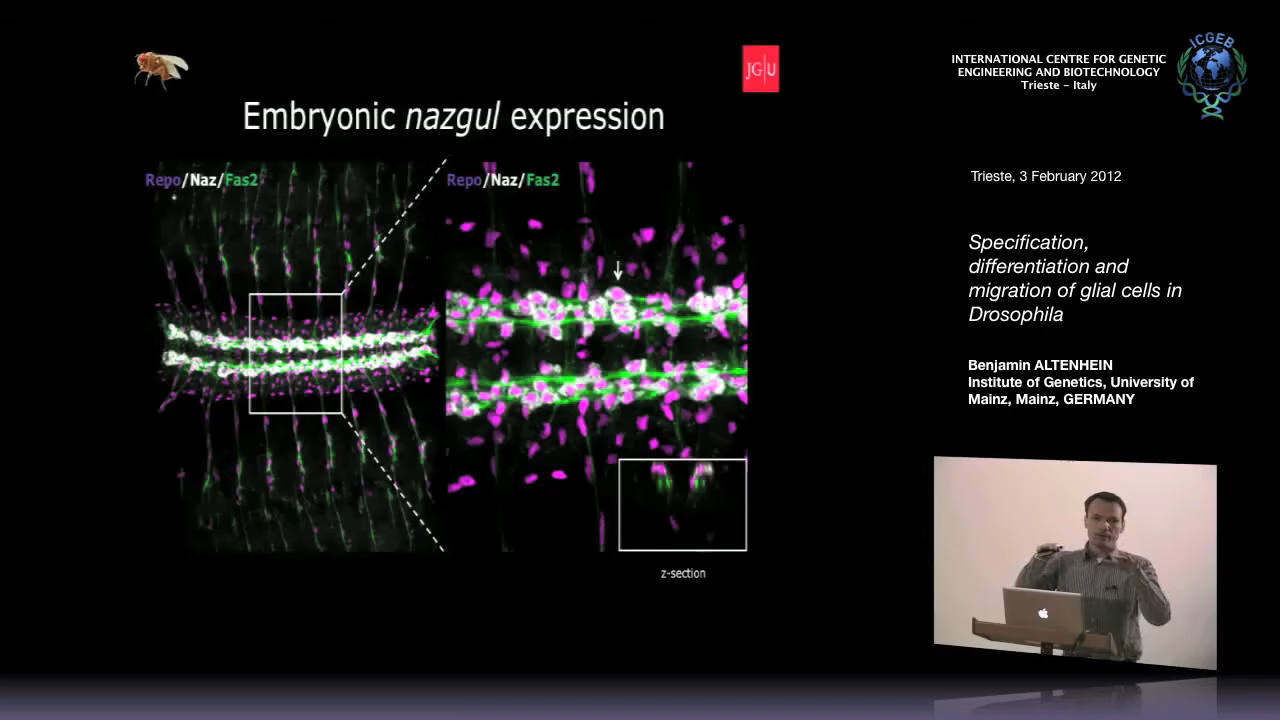 JG|U
Embryonic nazgul expression
Repo/Naz/Fas2
Repo/Naz/Fas2
z-section
INTERNATIONAL CENTRE FOR GENETIC
ENGINEERING AND BIOTECHNOLOGY
Trieste - Italy
ICGEB
Trieste, 3 February 2012
Specification,
differentiation and
migration of glial cells in
Drosophila
Benjamin ALTENHEIN
Institute of Genetics, University of
Mainz, Mainz, GERMANY